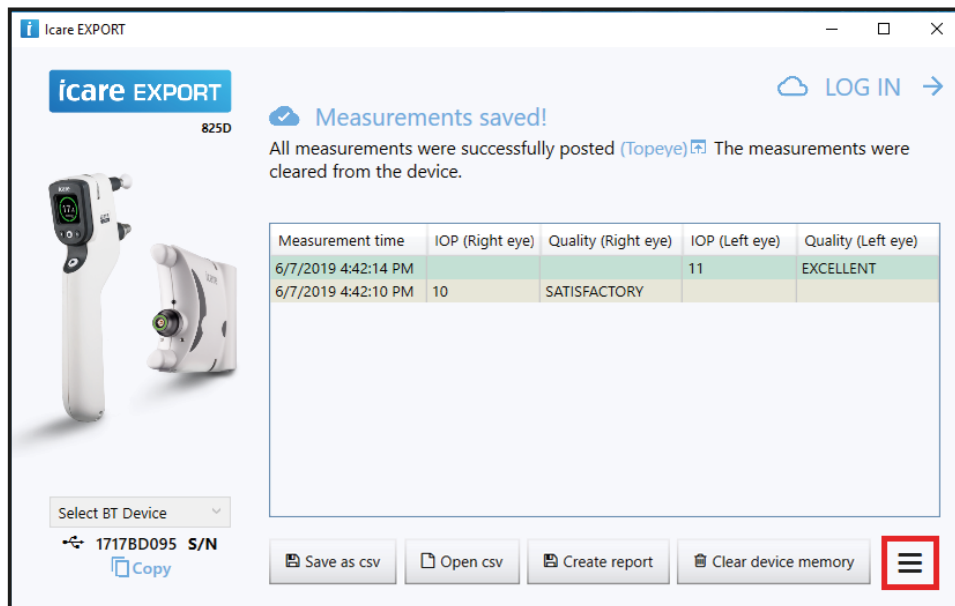 Icare EXPORT
icare EXPORT
825D
LOG IN
Measurements saved!
All measurements were successfully posted (Topeye) The measurements were
cleared from the device.
Measurement time IOP (Right eye) Quality (Right eye) IOP (Left eye) Quality (Left eye)
6/7/2019 4:42:14 PM 11 EXCELLENT
6/7/2019 4:42:10 PM 10 SATISFACTORY
Select BT Device
1717BD095 S/N
Copy
Save as csv Open csv Create report Clear device memory